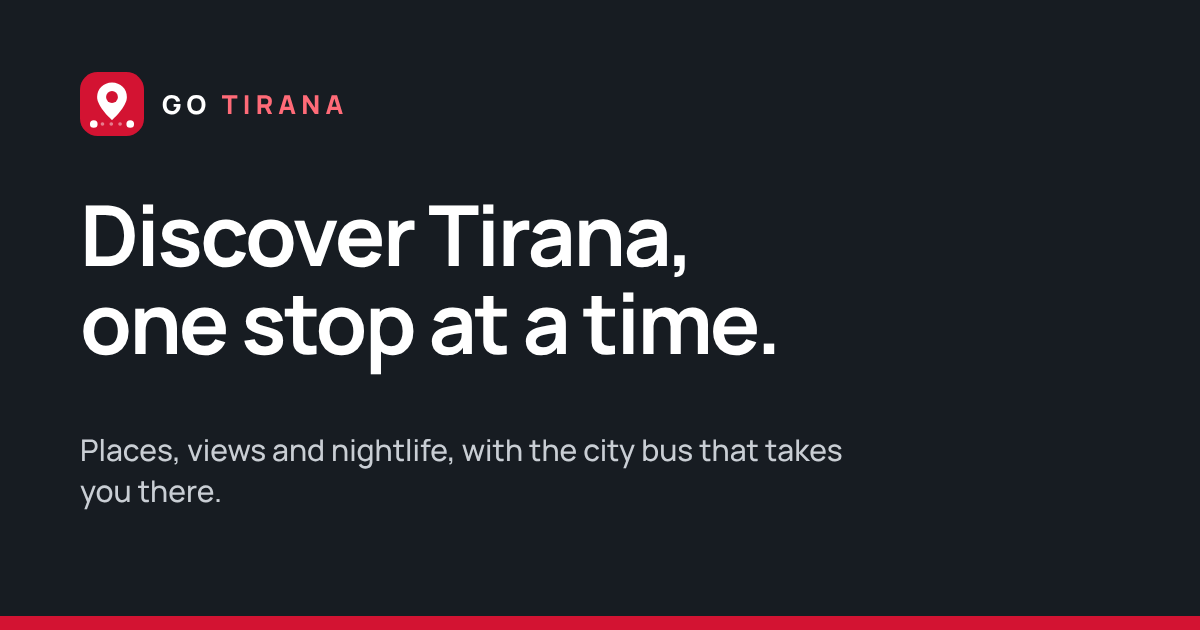 GO TIRANA
Discover Tirana,
one stop at a time.
Places, views and nightlife, with the city bus that takes
you there.